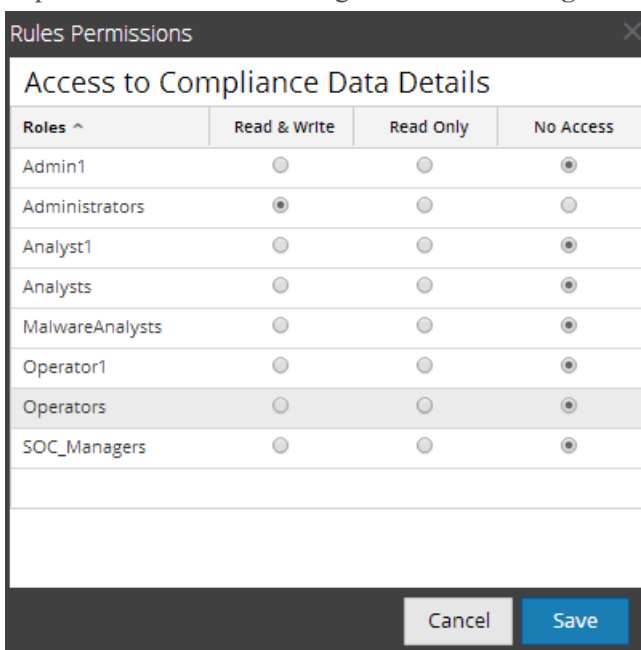 Rules Permissions
Access to Compliance Data Details
Roles Read & Write Read Only No Access
Admin1
Administrators
Analyst1
Analysts
MalwareAnalysts
Operator1
Operators
SOC_Managers
Cancel Save